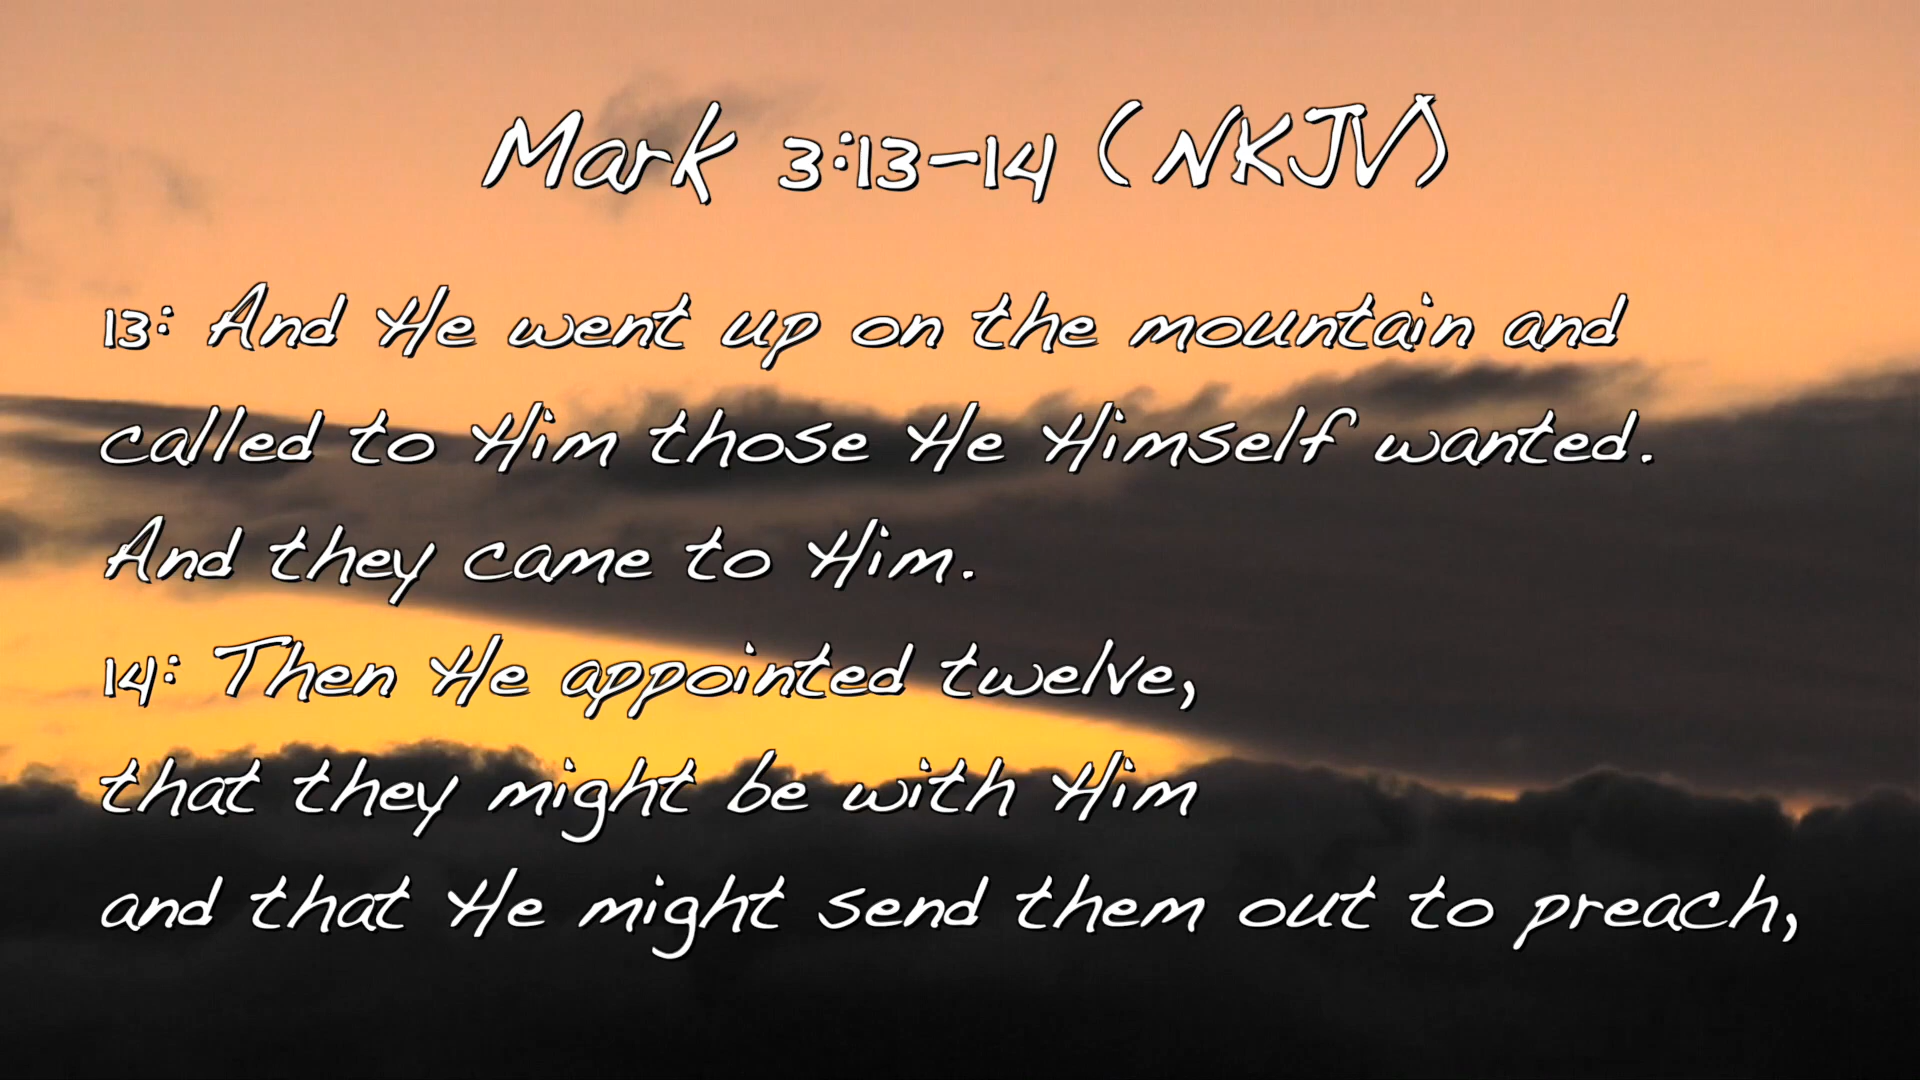 Mark 3:13-14 (NKJV)
13: And He went up on the mountain and
called to Him those He Himself wanted.
And they came to Him.
14: Then He appointed twelve,
that they might be with Him
and that He might send them out to preach,